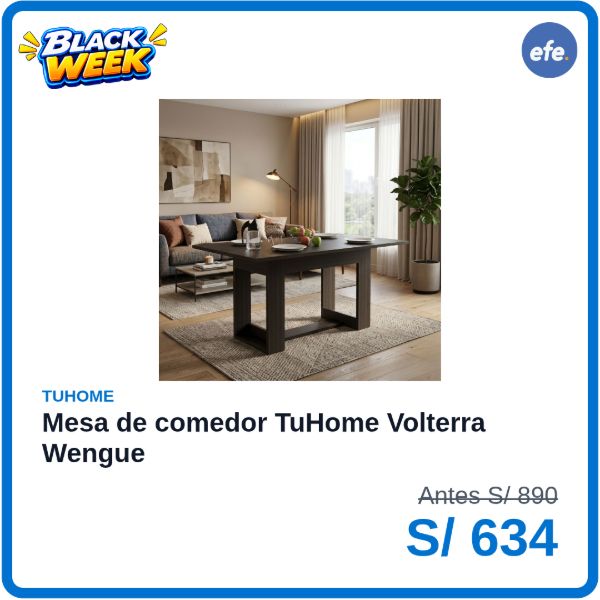 BLACK
WEEK
efe.
TUHOME
Mesa de comedor TuHome Volterra
Wengue
Antes S/ 890
S/ 634